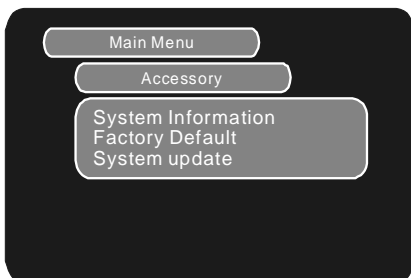 Main Menu
Accessory
System Information
Factory Default
System update